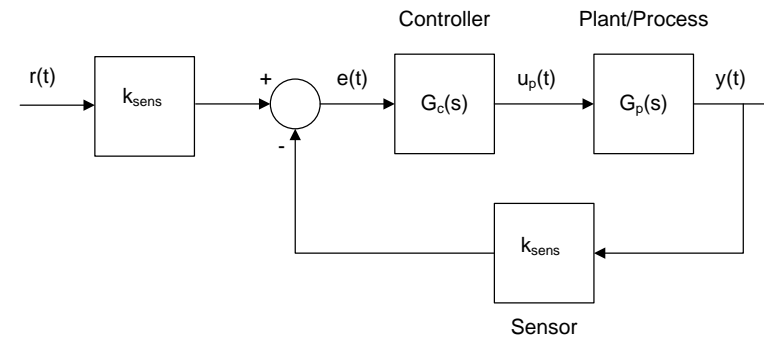 Controller Plant/Process
r(t) e(t) u_p(t) y(t)
k_sens + G_c(s) G_p(s)
-
k_sens
Sensor